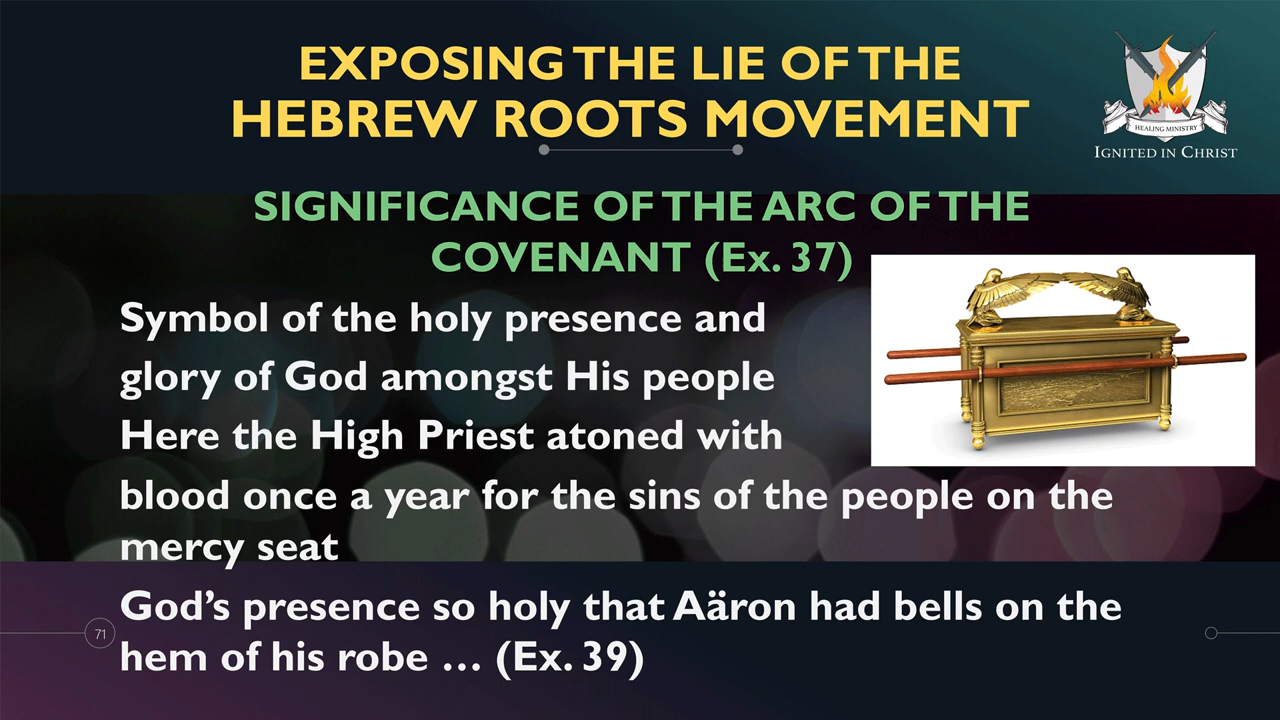 EXPOSING THE LIE OF THE
HEBREW ROOTS MOVEMENT
HEALING MINISTRY
IGNITED IN CHRIST
SIGNIFICANCE OF THE ARC OF THE
COVENANT (Ex. 37)
Symbol of the holy presence and
glory of God amongst His people
Here the High Priest atoned with
blood once a year for the sins of the people on the
mercy seat
God’s presence so holy that Aäron had bells on the
hem of his robe … (Ex. 39)
71